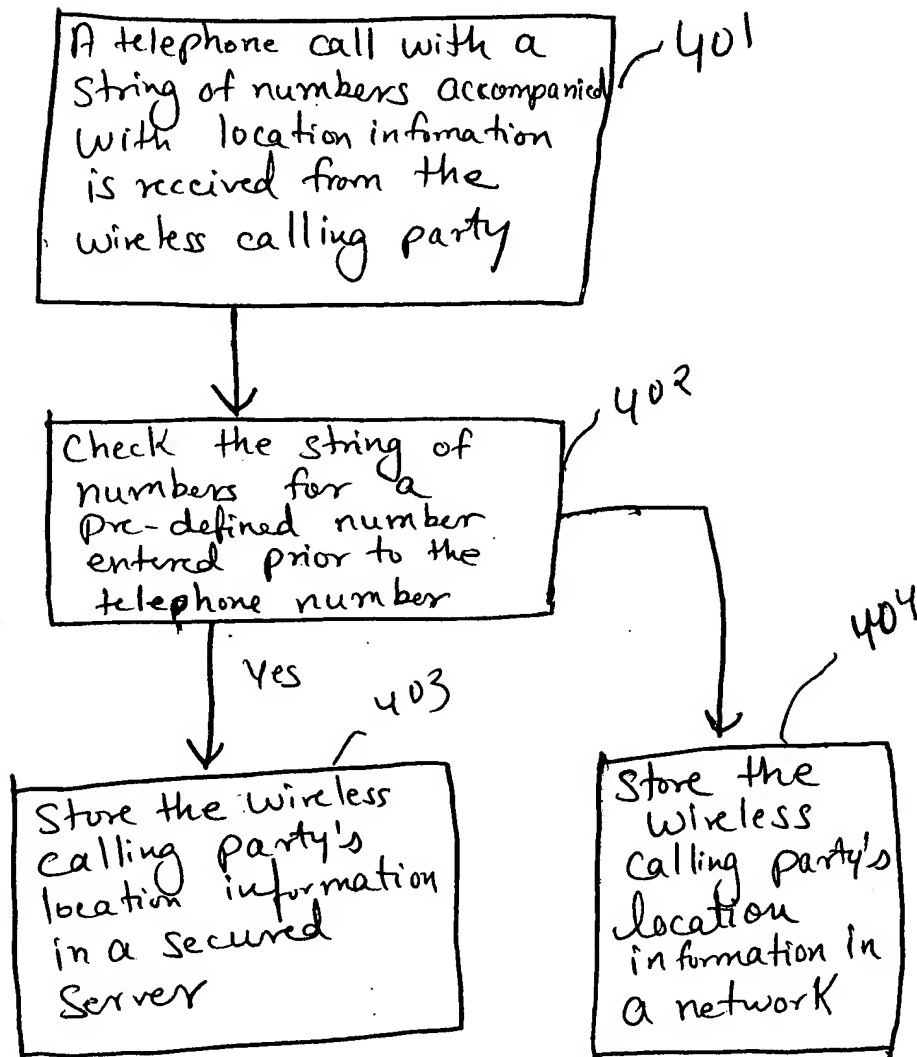 A telephone call with a
string of numbers accompanied
with location infomation
is received from the
wireless calling party
401
Check the string of
numbers for a
pre-defined number
entered prior to the
telephone number
402
Yes
403
Store the wireless
calling party's
location information
in a secured
Server
404
Store the
wireless
calling party's
location
information in
a network